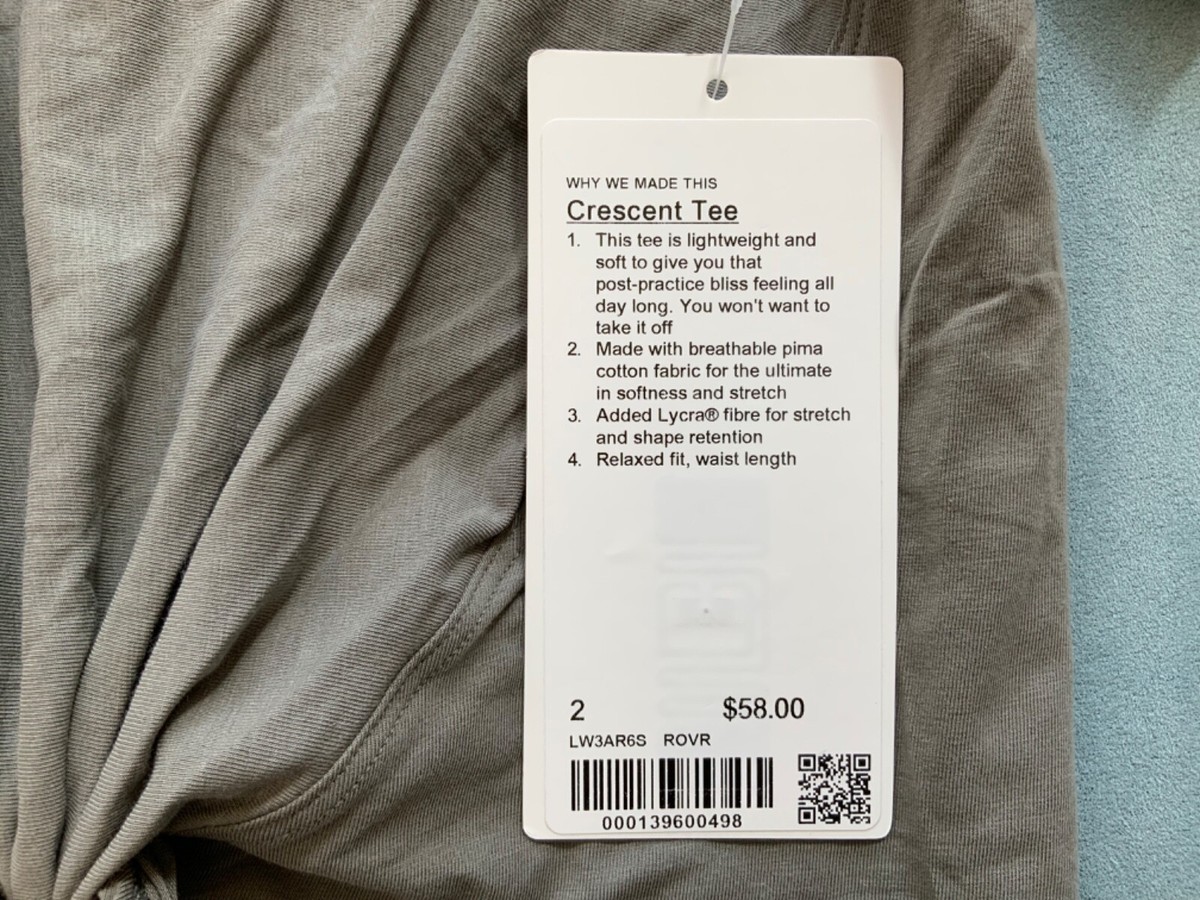 WHY WE MADE THIS
Crescent Tee
1. This tee is lightweight and
soft to give you that
post-practice bliss feeling all
day long. You won't want to
take it off
2. Made with breathable pima
cotton fabric for the ultimate
in softness and stretch
3. Added Lycra® fibre for stretch
and shape retention
4. Relaxed fit, waist length
2 $58.00
LW3AR6S ROVR
000139600498